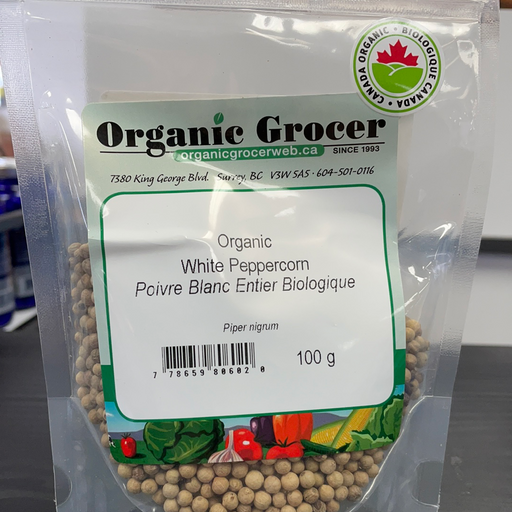 CANADA ORGANIC • BIOLOGIQUE CANADA •
Organic Grocer
organicgrocerweb.ca SINCE 1993
7380 King George Blvd. Surrey, BC V3W 5A5 · 604-501-0116
Organic
White Peppercorn
Poivre Blanc Entier Biologique
Piper nigrum
100 g
7 78659 80602 0